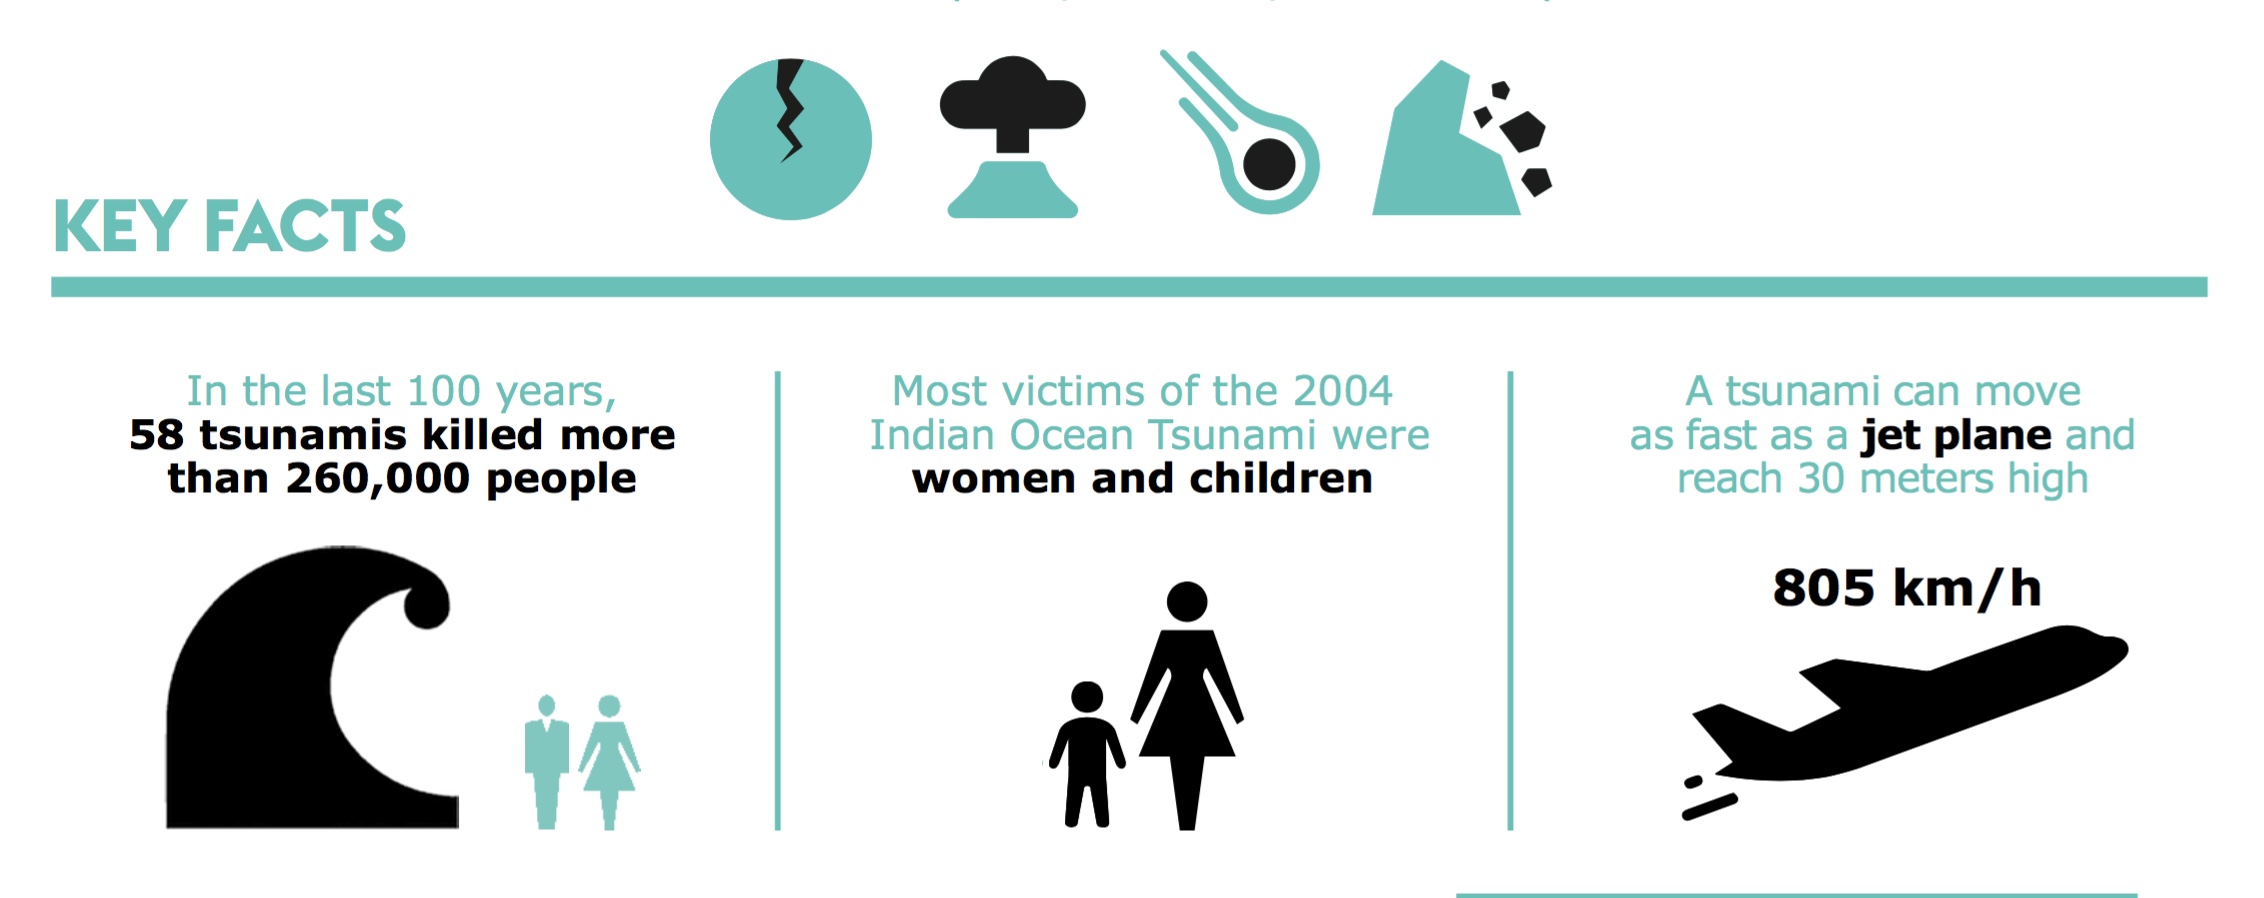 KEY FACTS
In the last 100 years,
58 tsunamis killed more
than 260,000 people
Most victims of the 2004
Indian Ocean Tsunami were
women and children
A tsunami can move
as fast as a jet plane and
reach 30 meters high
805 km/h